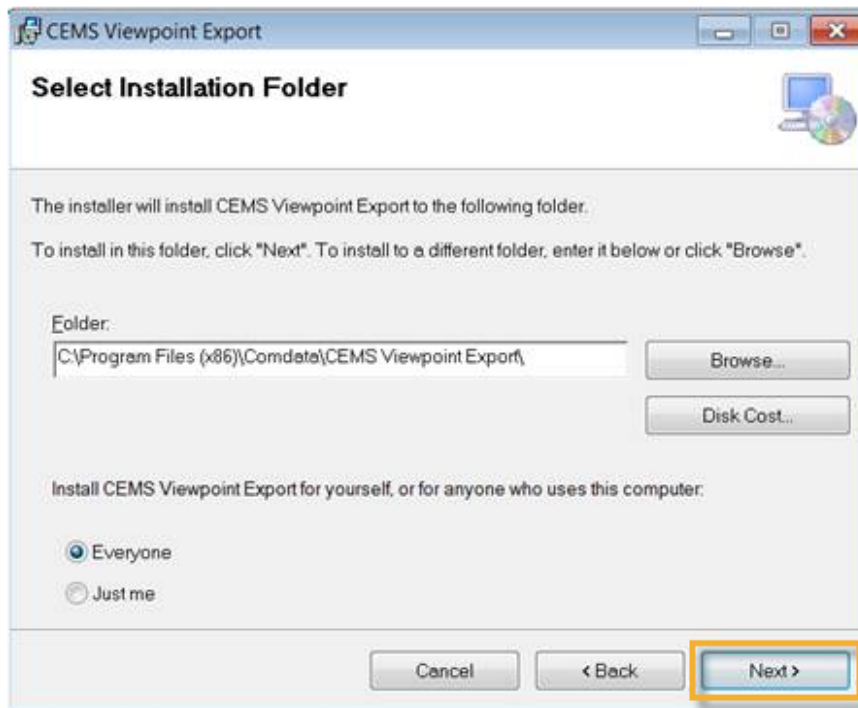 CEMS Viewpoint Export
Select Installation Folder
The installer will install CEMS Viewpoint Export to the following folder.
To install in this folder, click "Next". To install to a different folder, enter it below or click "Browse".
Folder:
C:\Program Files (x86)\Comdata\CEMS Viewpoint Export\
Browse...
Disk Cost...
Install CEMS Viewpoint Export for yourself, or for anyone who uses this computer:
Everyone
Just me
Cancel
< Back
Next >